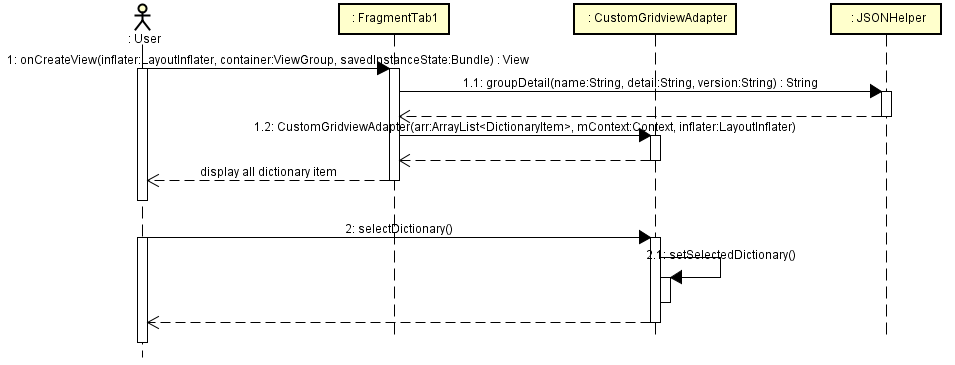 : User
: FragmentTab1
: CustomGridviewAdapter
: JSONHelper
1: onCreateView(inflater:LayoutInflater, container:ViewGroup, savedInstanceState:Bundle) : View
1.1: groupDetail(name:String, detail:String, version:String) : String
1.2: CustomGridviewAdapter(arr:ArrayList<DictionaryItem>, mContext:Context, inflater:LayoutInflater)
display all dictionary item
2: selectDictionary()
2.1: setSelectedDictionary()